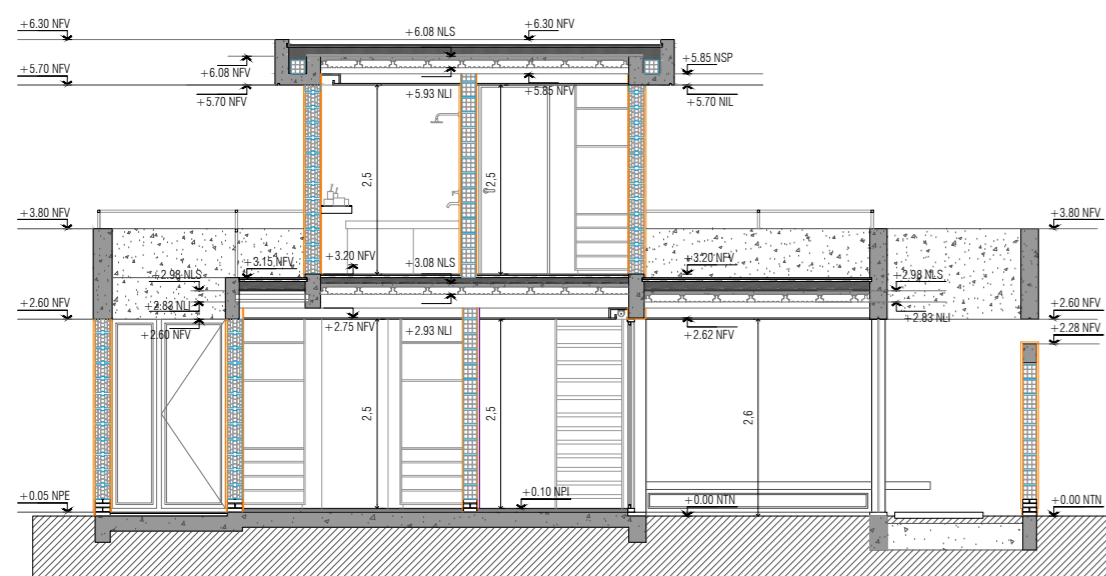 +6.30 NFV
+6.30 NFV
+6.08 NLS
+5.85 NSP
+5.70 NFV
+6.08 NFV
+5.93 NLI
+5.85 NFV
+5.70 NFV
+5.70 NIL
2,5
2,5
+3.80 NFV
+3.80 NFV
+3.20 NFV
+3.20 NFV
+3.15 NFV
+3.08 NLS
+2.98 NLS
+2.98 NLS
+2.60 NFV
+2.83 NLI
+2.60 NFV
+2.83 NLI
+2.60 NFV
+2.75 NFV
+2.93 NLI
+2.62 NFV
+2.28 NFV
2,5
2,5
2,6
+0.05 NPE
+0.10 NPI
+0.00 NTN
+0.00 NTN